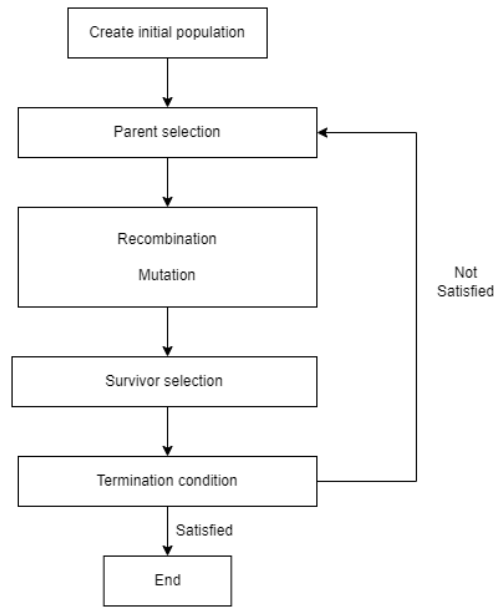 Create initial population
Parent selection
Recombination
Mutation
Not
Satisfied
Survivor selection
Termination condition
Satisfied
End